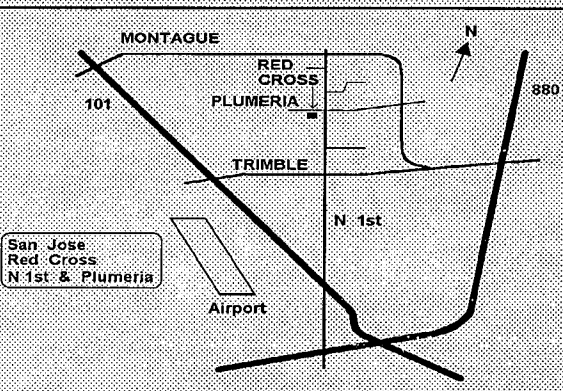 MONTAGUE
N
RED
CROSS
880
101
PLUMERIA
TRIMBLE
N 1st
San Jose
Red Cross
N 1st & Plumeria
Airport